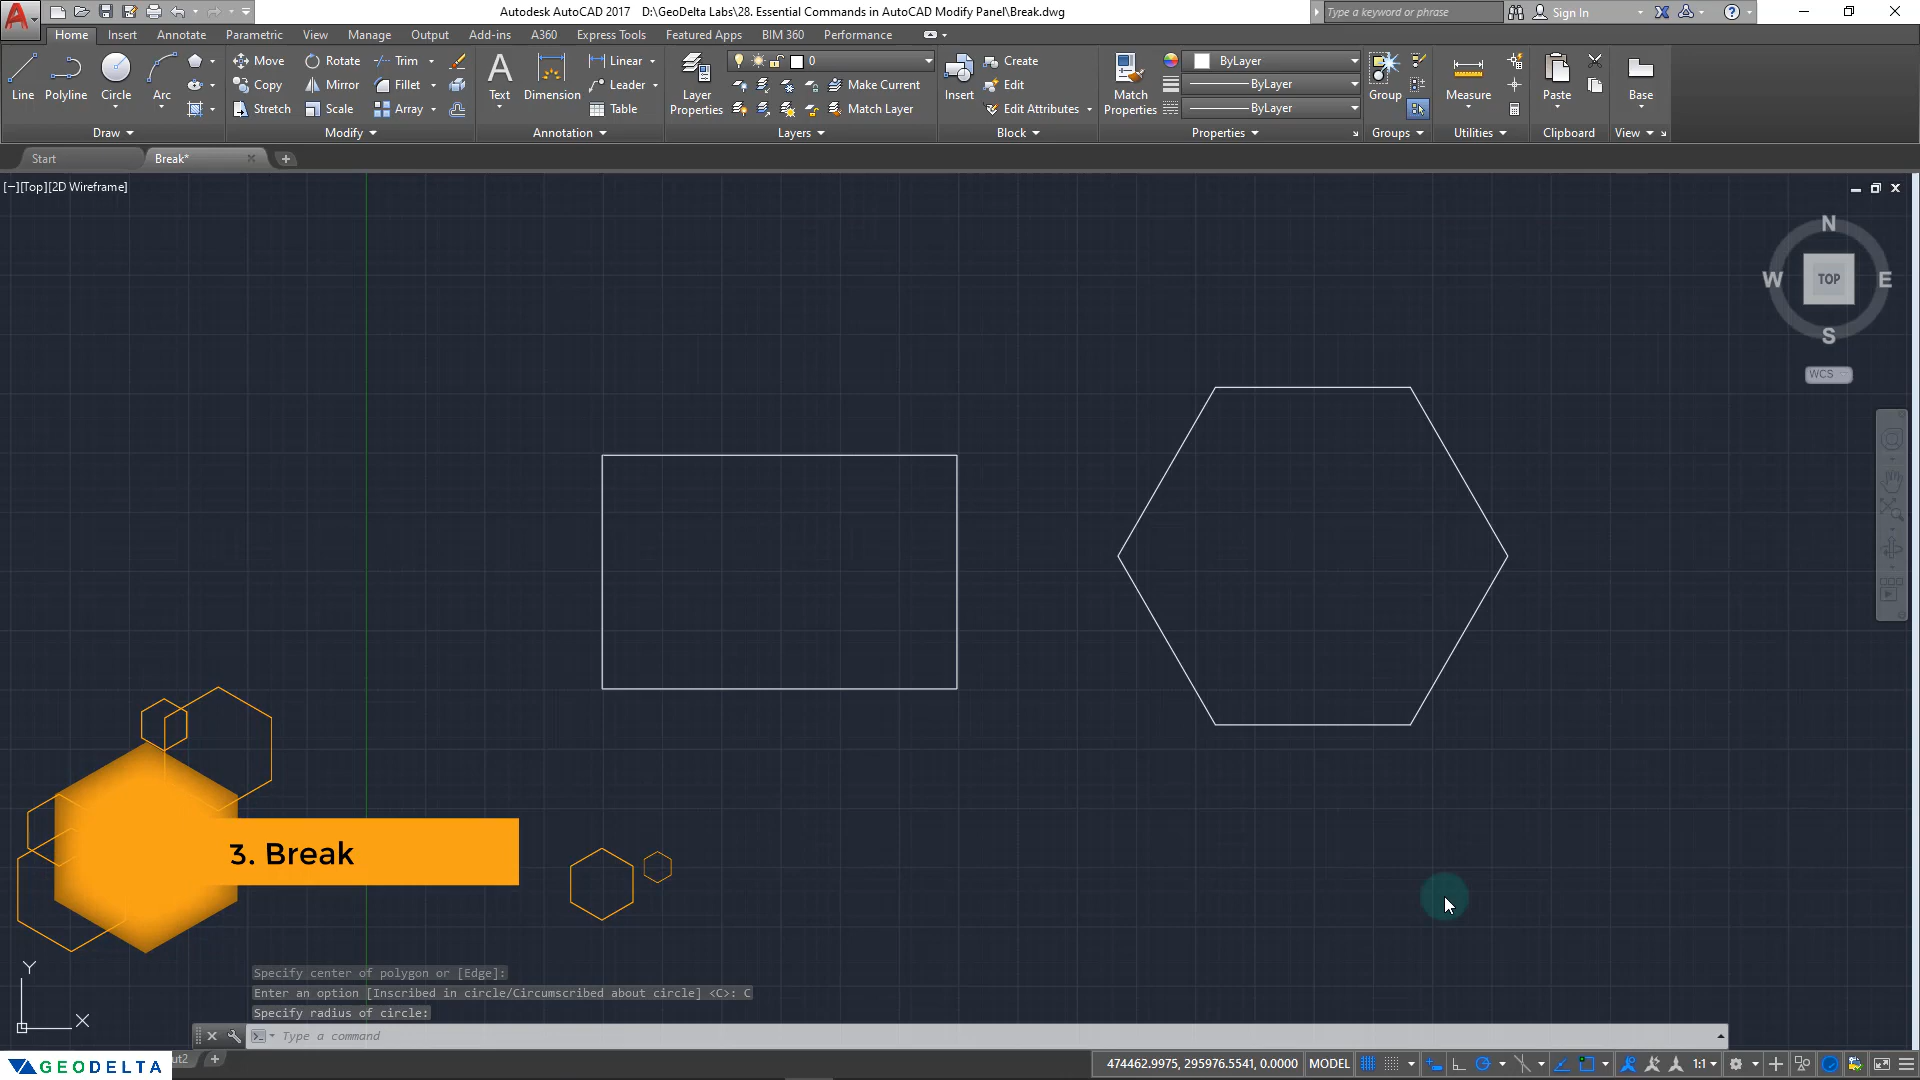 Autodesk AutoCAD 2017 D:\GeoDelta Labs\28. Essential Commands in AutoCAD Modify Panel\Break.dwg
Type a keyword or phrase
Sign In
Home Insert Annotate Parametric View Manage Output Add-ins A360 Express Tools Featured Apps BIM 360 Performance
Line Polyline Circle Arc
Draw
Move Rotate Trim
Copy Mirror Fillet
Stretch Scale Array
Modify
Text Dimension
Linear
Leader
Table
Annotation
Layer Properties
0
Make Current
Match Layer
Layers
Insert
Create
Edit
Edit Attributes
Block
Match Properties
ByLayer
ByLayer
ByLayer
Properties
Group
Groups
Measure
Utilities
Paste
Clipboard
Base
View
Start Break*
[−][Top][2D Wireframe]
N
W TOP E
S
WCS
3. Break
Y
X
Specify center of polygon or [Edge]:
Enter an option [Inscribed in circle/Circumscribed about circle] <C>: C
Specify radius of circle:
Type a command
GEODELTA
ut2
474462.9975, 295976.5541, 0.0000 MODEL 1:1